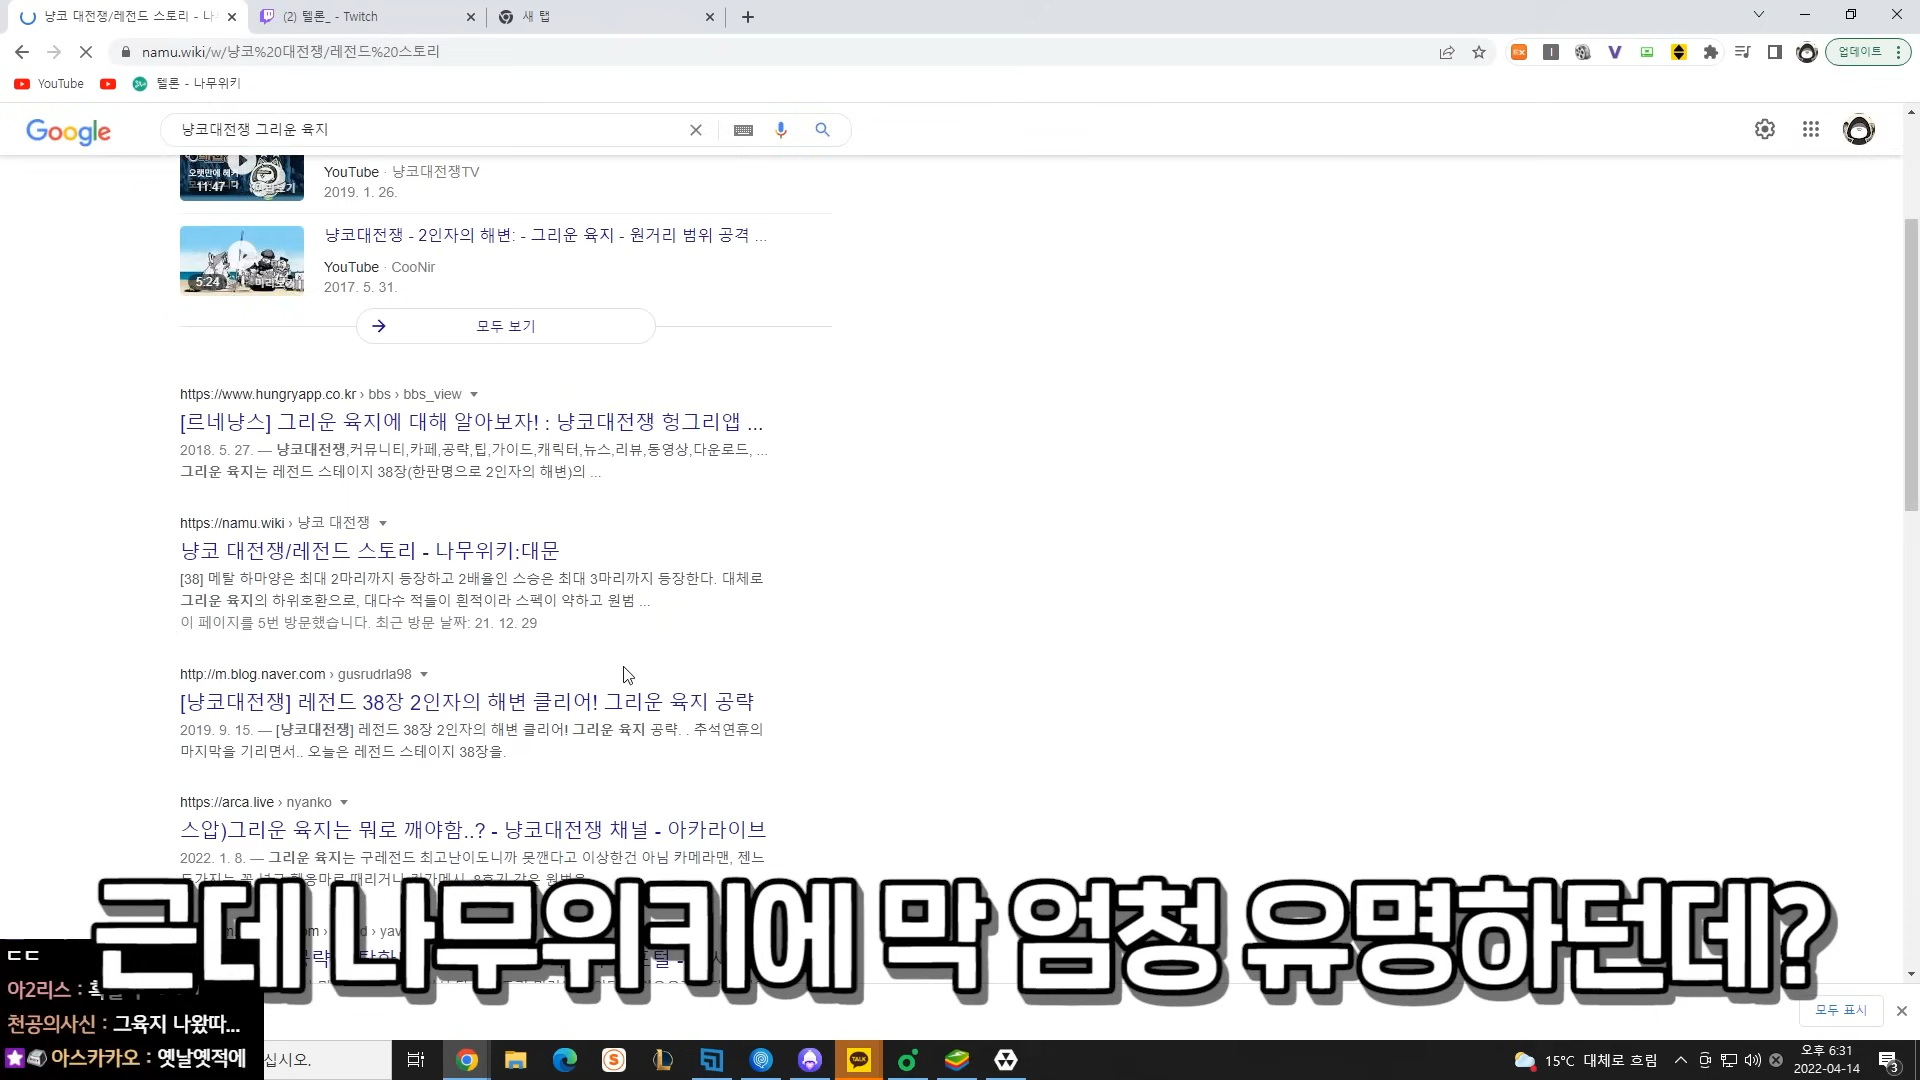 냥코 대전쟁/레전드 스토리 - 나
(2) 텔론_ - Twitch
새 탭
namu.wiki/w/냥코%20대전쟁/레전드%20스토리
업데이트
YouTube
텔론 - 나무위키
Google
냥코대전쟁 그리운 육지
11:47
YouTube · 냥코대전쟁TV
2019. 1. 26.
냥코대전쟁 - 2인자의 해변: - 그리운 육지 - 원거리 범위 공격 ...
5:24
미리보기
YouTube · CooNir
2017. 5. 31.
모두 보기
https://www.hungryapp.co.kr › bbs › bbs_view
[르네냥스] 그리운 육지에 대해 알아보자! : 냥코대전쟁 헝그리앱 ...
2018. 5. 27. — 냥코대전쟁,커뮤니티,카페,공략,팁,가이드,캐릭터,뉴스,리뷰,동영상,다운로드, ...
그리운 육지는 레전드 스테이지 38장(한판명으로 2인자의 해변)의 ...
https://namu.wiki › 냥코 대전쟁
냥코 대전쟁/레전드 스토리 - 나무위키:대문
[38] 메탈 하마양은 최대 2마리까지 등장하고 2배율인 스승은 최대 3마리까지 등장한다. 대체로
그리운 육지의 하위호환으로, 대다수 적들이 흰적이라 스펙이 약하고 원범 ...
이 페이지를 5번 방문했습니다. 최근 방문 날짜: 21. 12. 29
http://m.blog.naver.com › gusrudrla98
[냥코대전쟁] 레전드 38장 2인자의 해변 클리어! 그리운 육지 공략
2019. 9. 15. — [냥코대전쟁] 레전드 38장 2인자의 해변 클리어! 그리운 육지 공략. . 추석연휴의
마지막을 기리면서.. 오늘은 레전드 스테이지 38장을.
https://arca.live › nyanko
스압)그리운 육지는 뭐로 깨야함..? - 냥코대전쟁 채널 - 아카라이브
2022. 1. 8. — 그리운 육지는 구레전드 최고난이도니까 못깬다고 이상한건 아님 카메라맨, 젠느
근데 나무위키에 막 엄청 유명하던데?
ㄷㄷ
아2리스 :
천공의사신 : 그육지 나왔따...
아스카카오 : 옛날옛적에
모두 표시
십시오.
TALK
15°C 대체로 흐림
오후 6:31
2022-04-14
3